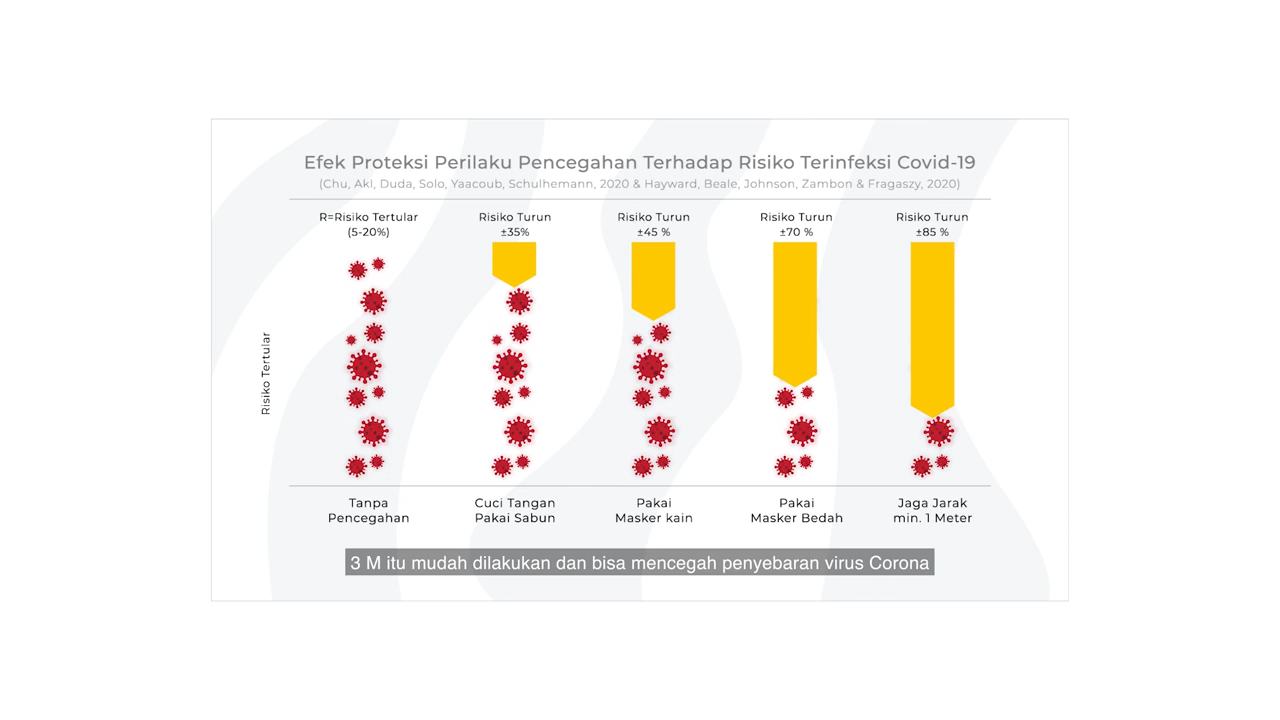 Efek Proteksi Perilaku Pencegahan Terhadap Risiko Terinfeksi Covid-19
(Chu, Akl, Duda, Solo, Yaacoub, Schulhemann, 2020 & Hayward, Beale, Johnson, Zambon & Fragaszy, 2020)
R=Risiko Tertular
(5-20%)
Risiko Turun
±35%
Risiko Turun
±45 %
Risiko Turun
±70 %
Risiko Turun
±85 %
Risiko Tertular
Tanpa
Pencegahan
Cuci Tangan
Pakai Sabun
Pakai
Masker kain
Pakai
Masker Bedah
Jaga Jarak
min. 1 Meter
3 M itu mudah dilakukan dan bisa mencegah penyebaran virus Corona